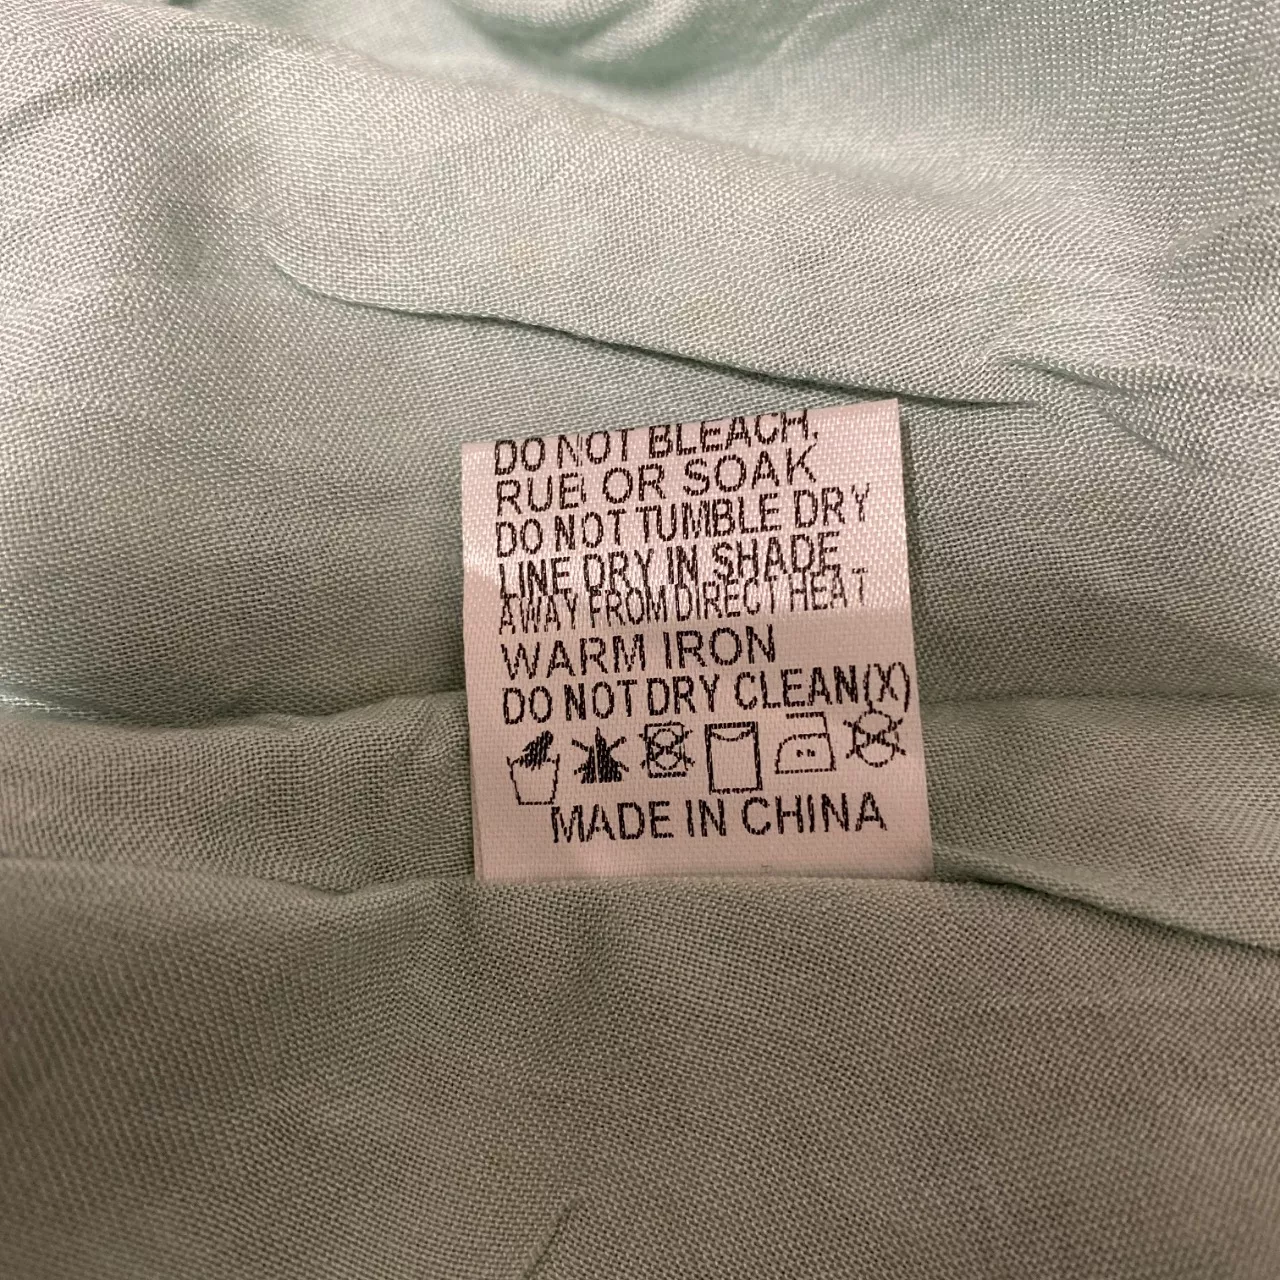 DO NOT BLEACH,
RUB OR SOAK
DO NOT TUMBLE DRY
LINE DRY IN SHADE
AWAY FROM DIRECT HEAT
WARM IRON
DO NOT DRY CLEAN(X)
MADE IN CHINA